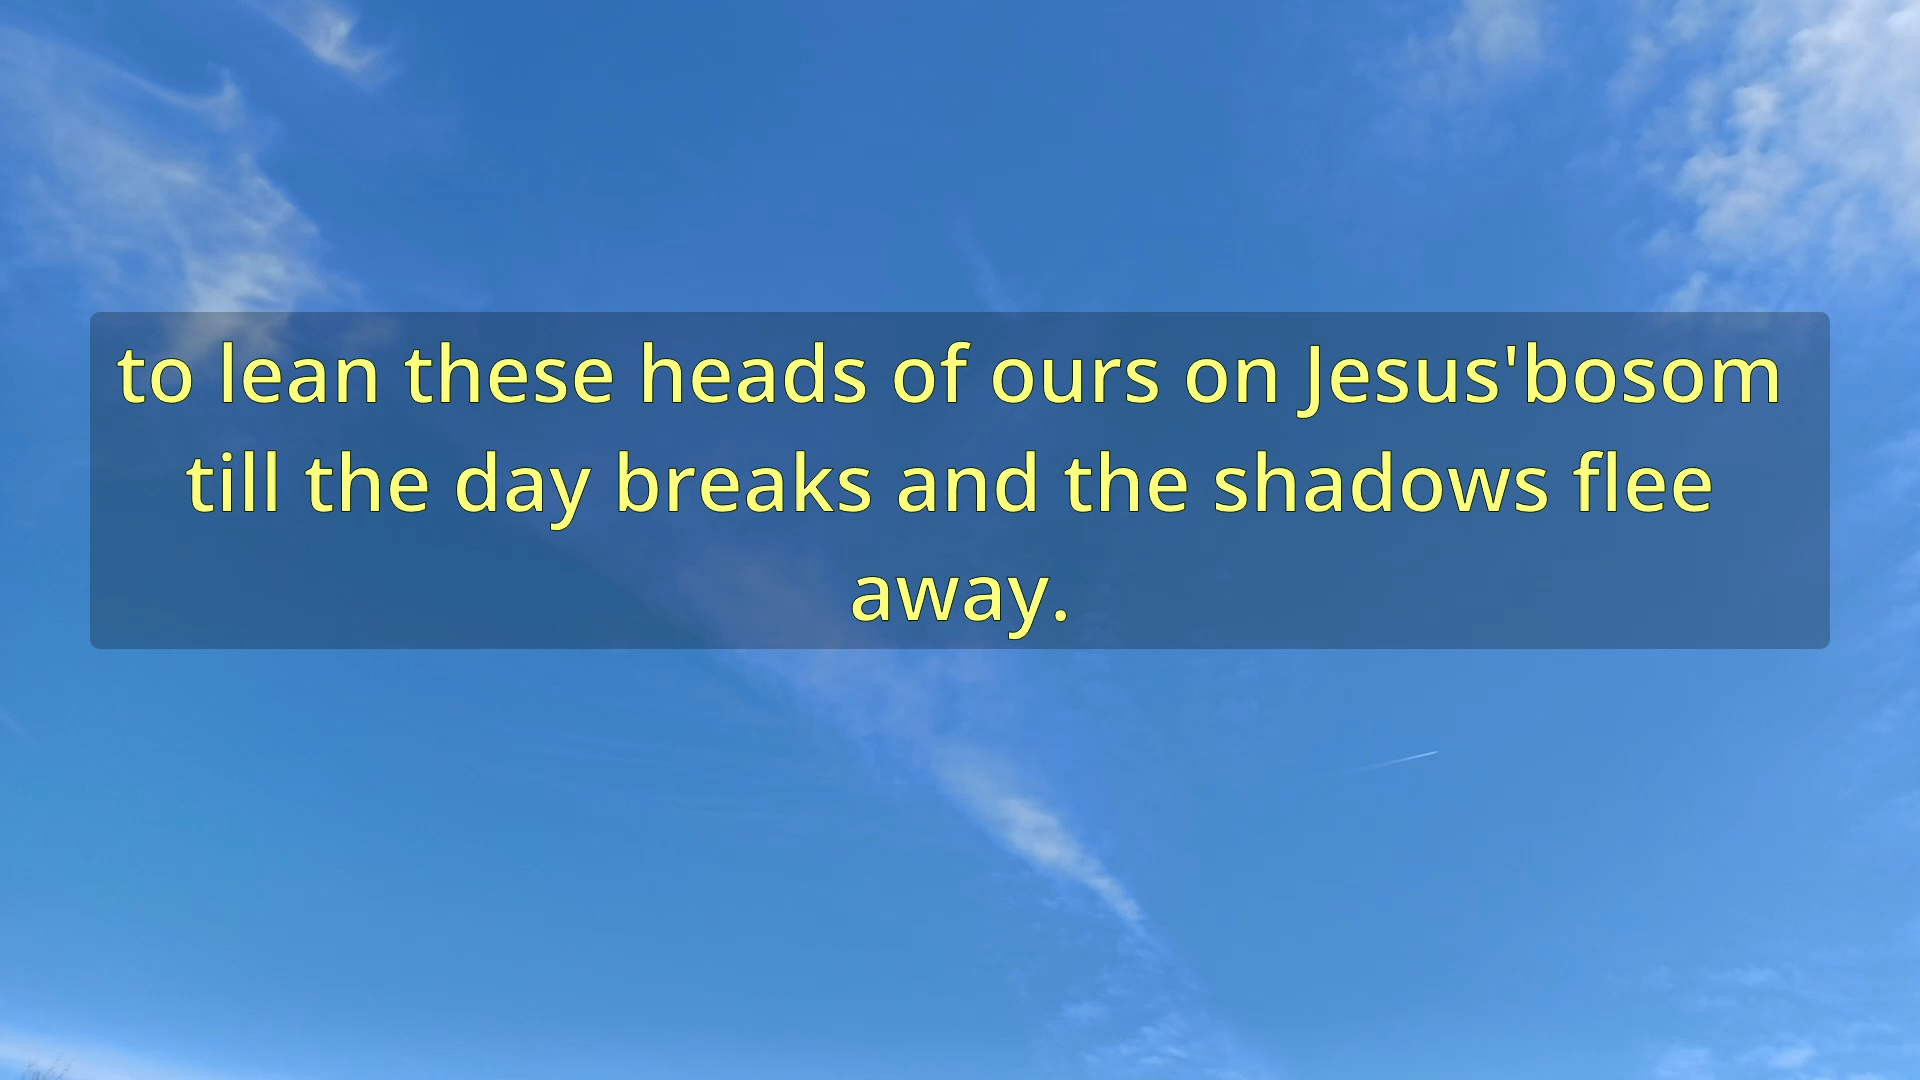 to lean these heads of ours on Jesus'bosom
till the day breaks and the shadows flee
away.